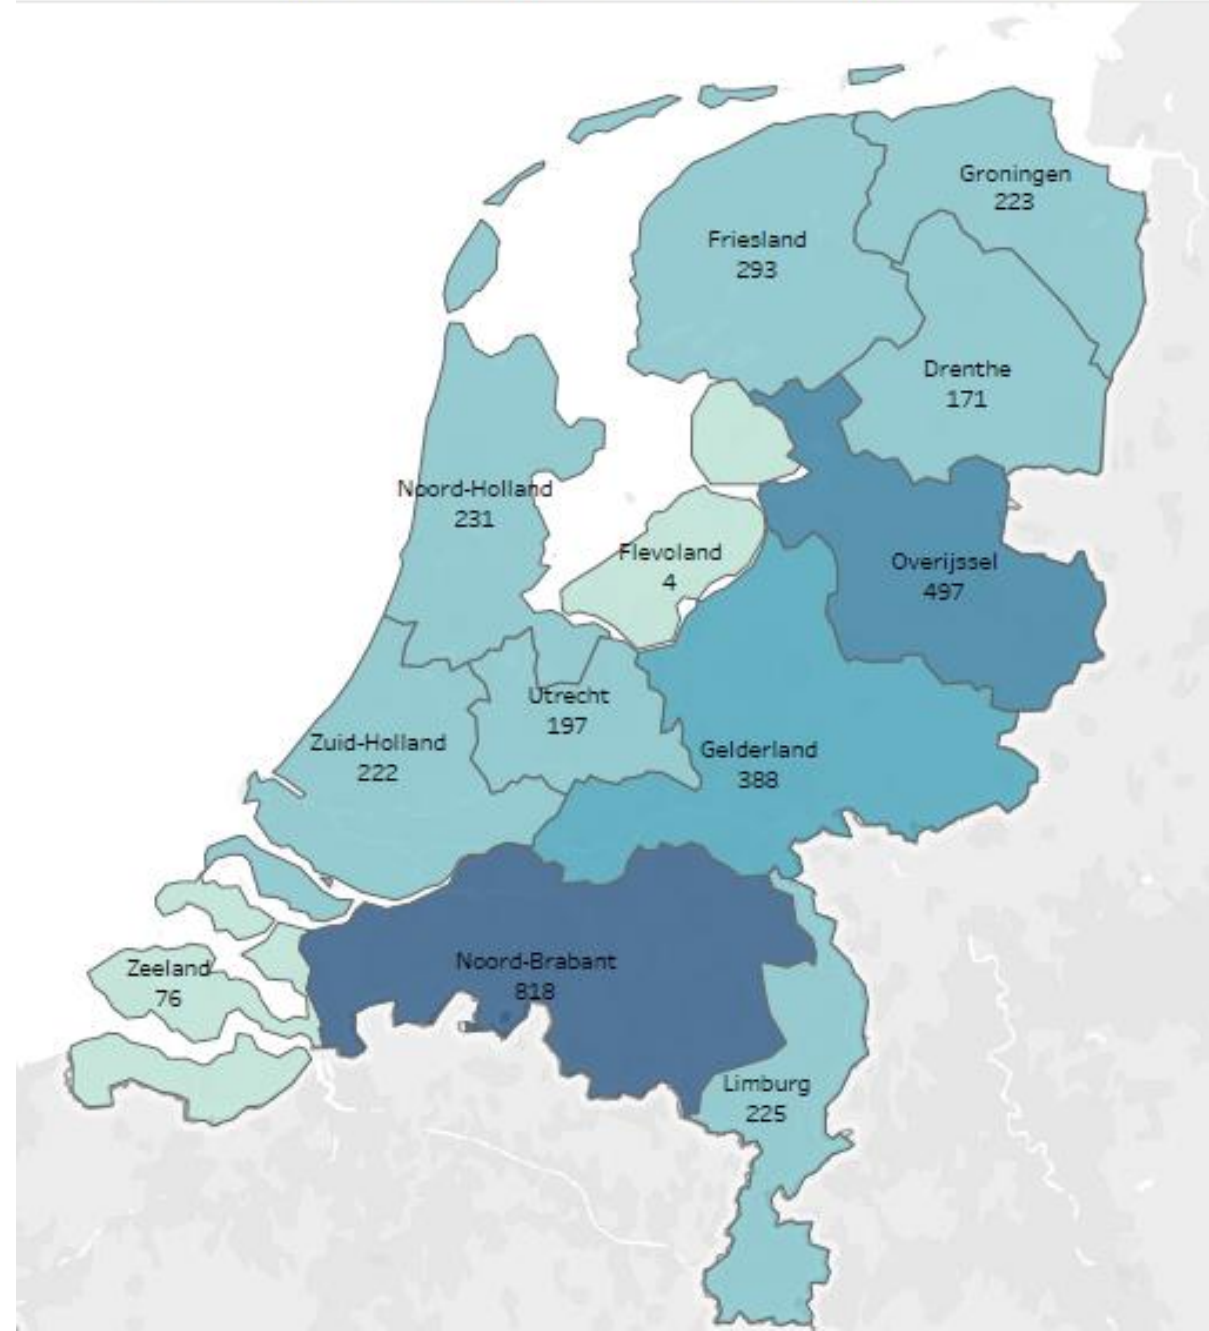 Groningen
223
Friesland
293
Drenthe
171
Noord-Holland
231
Flevoland
4
Overijssel
497
Utrecht
197
Zuid-Holland
222
Gelderland
388
Zeeland
76
Noord-Brabant
818
Limburg
225